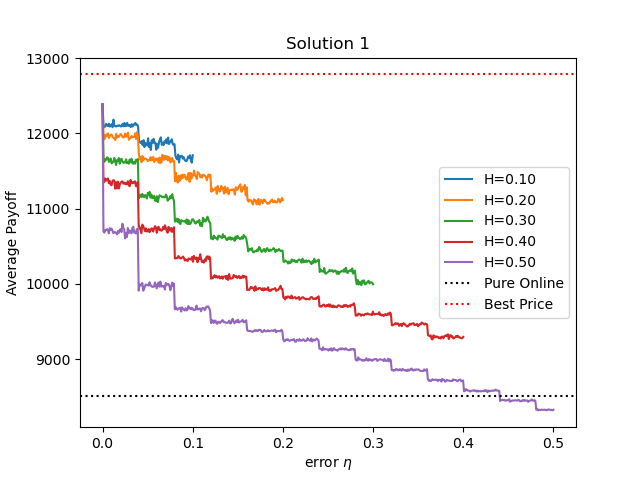 Solution 1
Average Payoff
13000
12000
11000
10000
9000
H=0.10
H=0.20
H=0.30
H=0.40
H=0.50
Pure Online
Best Price
0.0 0.1 0.2 0.3 0.4 0.5
error η